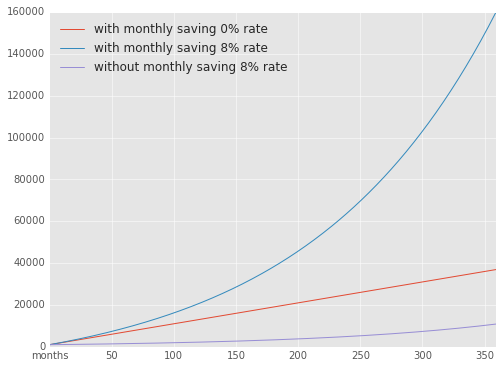 160000
140000
120000
100000
80000
60000
40000
20000
0
with monthly saving 0% rate
with monthly saving 8% rate
without monthly saving 8% rate
months 50 100 150 200 250 300 350